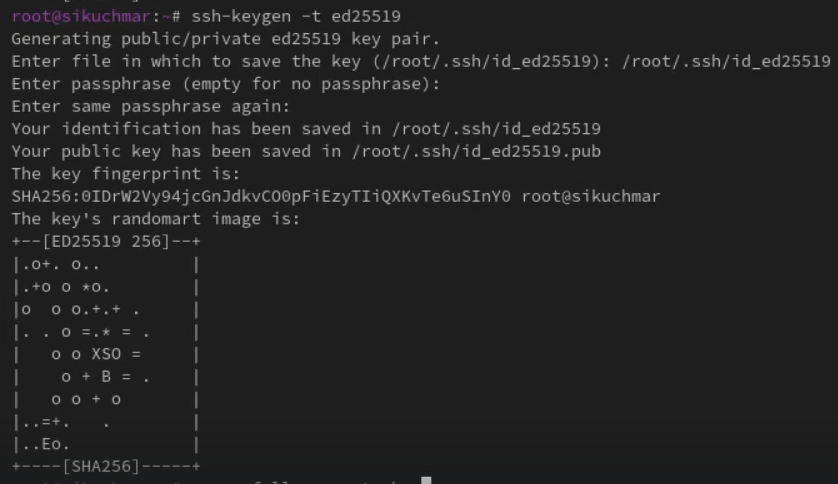 root@sikuchmar:~# ssh-keygen -t ed25519
Generating public/private ed25519 key pair.
Enter file in which to save the key (/root/.ssh/id_ed25519): /root/.ssh/id_ed25519
Enter passphrase (empty for no passphrase):
Enter same passphrase again:
Your identification has been saved in /root/.ssh/id_ed25519
Your public key has been saved in /root/.ssh/id_ed25519.pub
The key fingerprint is:
SHA256:0IDrW2Vy94jcGnJdkvCO0pFiEzyTIiQXKvTe6uSInY0 root@sikuchmar
The key's randomart image is:
+--[ED25519 256]--+
|.o+. o..         |
|.+o o *o.        |
|o  o o.+.+ .     |
|. . o =.* = .    |
|   o o XSO =     |
|    o + B = .    |
|   o o + o       |
|..=+.   .        |
|..Eo.            |
+----[SHA256]-----+